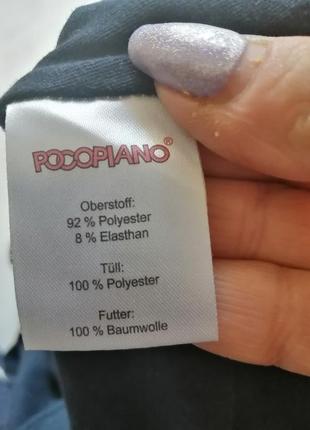 POCOPIANO®
Oberstoff:
92 % Polyester
8 % Elasthan
Tüll:
100 % Polyester
Futter:
100 % Baumwolle